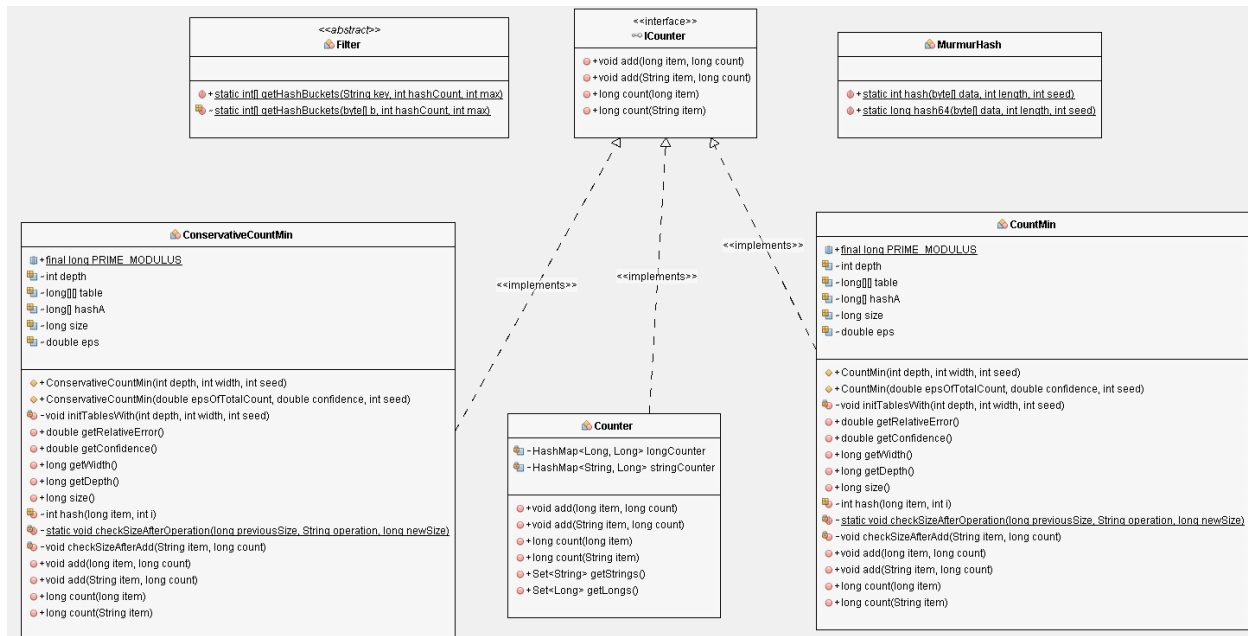 <<abstract>>
Filter
+ static int[] getHashBuckets(String key, int hashCount, int max)
~ static int[] getHashBuckets(byte[] b, int hashCount, int max)
<<interface>>
ICounter
+void add(long item, long count)
+void add(String item, long count)
+long count(long item)
+long count(String item)
MurmurHash
+ static int hash(byte[] data, int length, int seed)
+ static long hash64(byte[] data, int length, int seed)
<<implements>>
<<implements>>
<<implements>>
ConservativeCountMin
+final long PRIME_MODULUS
~int depth
~long[][] table
~long[] hashA
~long size
~double eps
+ConservativeCountMin(int depth, int width, int seed)
+ConservativeCountMin(double epsOfTotalCount, double confidence, int seed)
-void initTablesWith(int depth, int width, int seed)
+double getRelativeError()
+double getConfidence()
+long getWidth()
+long getDepth()
+long size()
~int hash(long item, int i)
-static void checkSizeAfterOperation(long previousSize, String operation, long newSize)
-void checkSizeAfterAdd(String item, long count)
+void add(long item, long count)
+void add(String item, long count)
+long count(long item)
+long count(String item)
Counter
-HashMap<Long, Long> longCounter
-HashMap<String, Long> stringCounter
+void add(long item, long count)
+void add(String item, long count)
+long count(long item)
+long count(String item)
+Set<String> getStrings()
+Set<Long> getLongs()
CountMin
+final long PRIME_MODULUS
~int depth
~long[][] table
~long[] hashA
~long size
~double eps
+CountMin(int depth, int width, int seed)
+CountMin(double epsOfTotalCount, double confidence, int seed)
-void initTablesWith(int depth, int width, int seed)
+double getRelativeError()
+double getConfidence()
+long getWidth()
+long getDepth()
+long size()
~int hash(long item, int i)
-static void checkSizeAfterOperation(long previousSize, String operation, long newSize)
-void checkSizeAfterAdd(String item, long count)
+void add(long item, long count)
+void add(String item, long count)
+long count(long item)
+long count(String item)